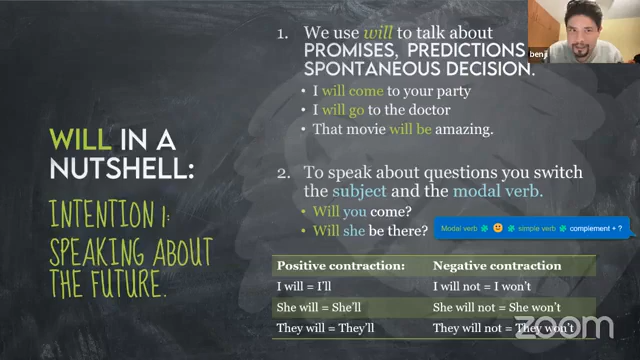 WILL IN A
NUTSHELL:
INTENTION 1:
SPEAKING ABOUT
THE FUTURE.
1. We use will to talk about
PROMISES, PREDICTIONS
SPONTANEOUS DECISION.
• I will come to your party
• I will go to the doctor
• That movie will be amazing.
2. To speak about questions you switch
the subject and the modal verb.
• Will you come?
• Will she be there?
Modal verb simple verb complement + ?
Positive contraction: Negative contraction
I will = I'll I will not = I won't
She will = She'll She will not = She won't
They will = They'll They will not = They won't
benj
zoom